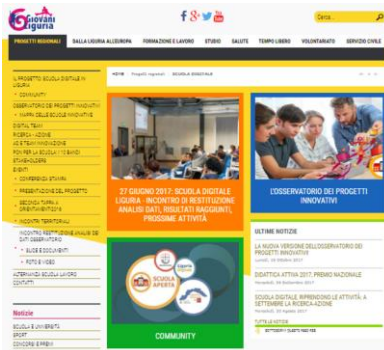 Giovani
Liguria
Cerca...
PROGETTI REGIONALI
DALLA LIGURIA ALL'EUROPA
FORMAZIONE E LAVORO
STUDIO
SALUTE
TEMPO LIBERO
VOLONTARIATO
SERVIZIO CIVILE
HOME Progetti regionali SCUOLA DIGITALE
IL PROGETTO SCUOLA DIGITALE IN
LIGURIA
COMMUNITY
OSSERVATORIO DEI PROGETTI INNOVATIVI
MAPPA DELLE SCUOLE INNOVATIVE
DIGITAL TEAM
RICERCA - AZIONE
AD E TEAM INNOVAZIONE
PON PER LA SCUOLA: I 10 BANDI
STAKEHOLDERS
EVENTI
CONFERENZA STAMPA
PRESENTAZIONE DEL PROGETTO
SECONDA TAPPA A
ORIENTAMENTI2016
INCONTRI TERRITORIALI
INCONTRO RESTITUZIONE ANALISI DEI
DATI OSSERVATORIO
SLIDE E DOCUMENTI
FOTO E VIDEO
ALTERNANZA SCUOLA LAVORO
CONTATTI
Notizie
SCUOLA E UNIVERSITÀ
SPORT
CONCORSI E PREMI
27 GIUGNO 2017: SCUOLA DIGITALE
LIGURIA - INCONTRO DI RESTITUZIONE
ANALISI DATI, RISULTATI RAGGIUNTI,
PROSSIME ATTIVITÀ
SCUOLA
APERTA
COMMUNITY
L'OSSERVATORIO DEI PROGETTI
INNOVATIVI
ULTIME NOTIZIE
LA NUOVA VERSIONE DELL'OSSERVATORIO DEI
PROGETTI INNOVATIVI
Lunedì, 30 Ottobre 2017
DIDATTICA ATTIVA 2017, PREMIO NAZIONALE
SCUOLA DIGITALE, RIPRENDONO LE ATTIVITÀ: A
SETTEMBRE LA RICERCA-AZIONE
TUTTE LE NOTIZIE